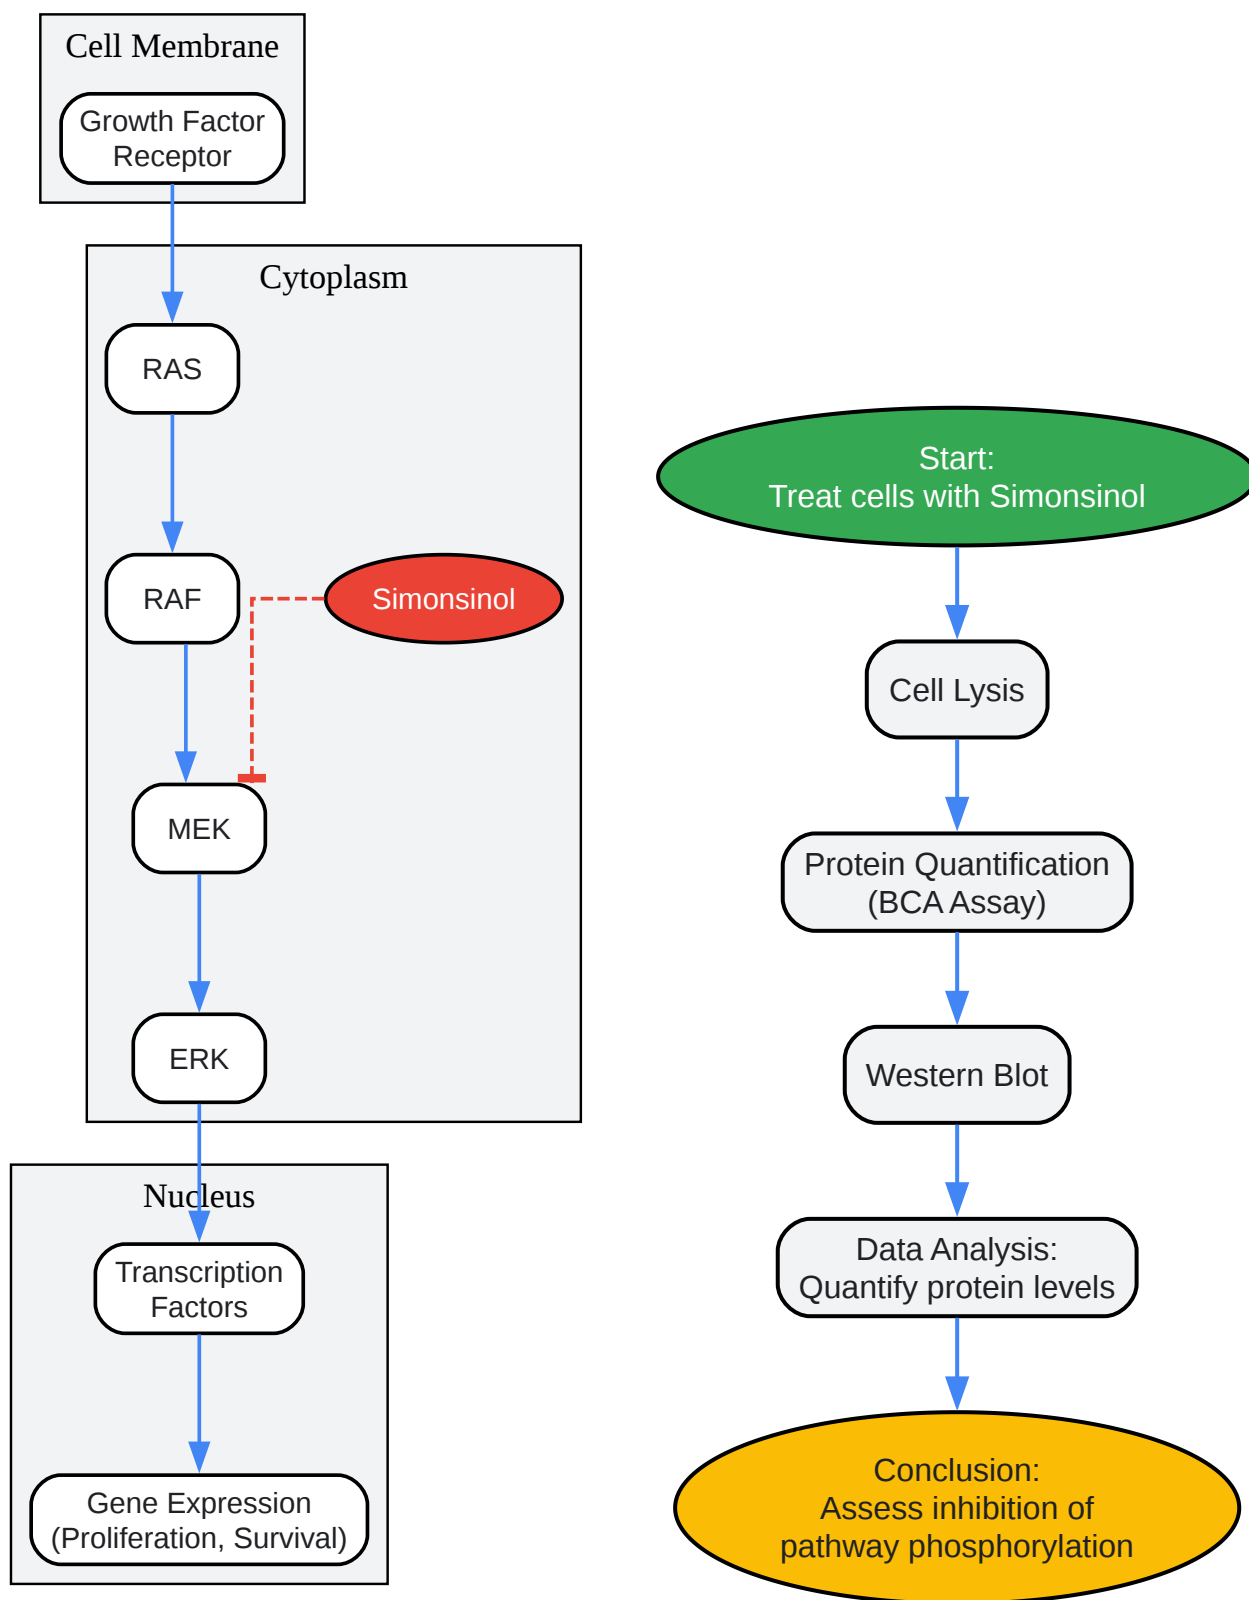 Cell Membrane
Growth Factor
Receptor
Cytoplasm
RAS
RAF
Simonsinol
MEK
ERK
Nucleus
Transcription
Factors
Gene Expression
(Proliferation, Survival)
Start:
Treat cells with Simonsinol
Cell Lysis
Protein Quantification
(BCA Assay)
Western Blot
Data Analysis:
Quantify protein levels
Conclusion:
Assess inhibition of
pathway phosphorylation